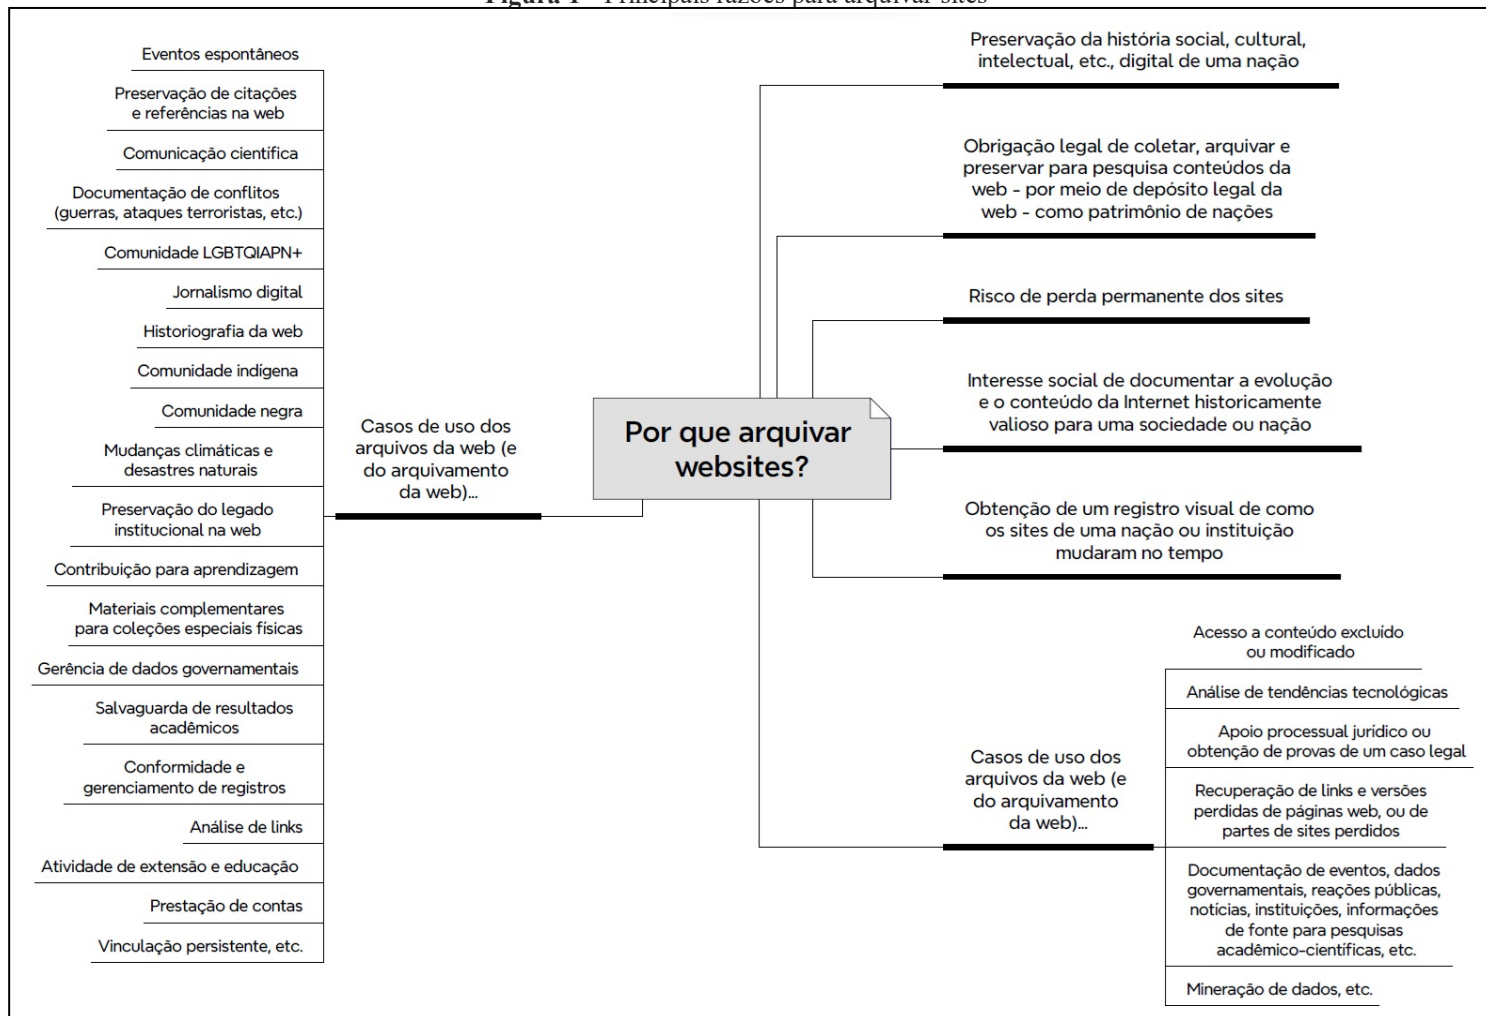 Figura 1 - Principais razões para arquivar sites
Eventos espontâneos
Preservação de citações
e referências na web
Comunicação científica
Documentação de conflitos
(guerras, ataques terroristas, etc.)
Comunidade LGBTQIAPN+
Jornalismo digital
Historiografia da web
Comunidade indígena
Comunidade negra
Mudanças climáticas e
desastres naturais
Preservação do legado
institucional na web
Contribuição para aprendizagem
Materiais complementares
para coleções especiais físicas
Gerência de dados governamentais
Salvaguarda de resultados
acadêmicos
Conformidade e
gerenciamento de registros
Análise de links
Atividade de extensão e educação
Prestação de contas
Vinculação persistente, etc.
Casos de uso dos
arquivos da web (e
do arquivamento
da web)...
Por que arquivar
websites?
Preservação da história social, cultural,
intelectual, etc., digital de uma nação
Obrigação legal de coletar, arquivar e
preservar para pesquisa conteúdos da
web - por meio de depósito legal da
web - como patrimônio de nações
Risco de perda permanente dos sites
Interesse social de documentar a evolução
e o conteúdo da Internet historicamente
valioso para uma sociedade ou nação
Obtenção de um registro visual de como
os sites de uma nação ou instituição
mudaram no tempo
Casos de uso dos
arquivos da web (e
do arquivamento
da web)...
Acesso a conteúdo excluído
ou modificado
Análise de tendências tecnológicas
Apoio processual jurídico ou
obtenção de provas de um caso legal
Recuperação de links e versões
perdidas de páginas web, ou de
partes de sites perdidos
Documentação de eventos, dados
governamentais, reações públicas,
notícias, instituições, informações
de fonte para pesquisas
acadêmico-científicas, etc.
Mineração de dados, etc.